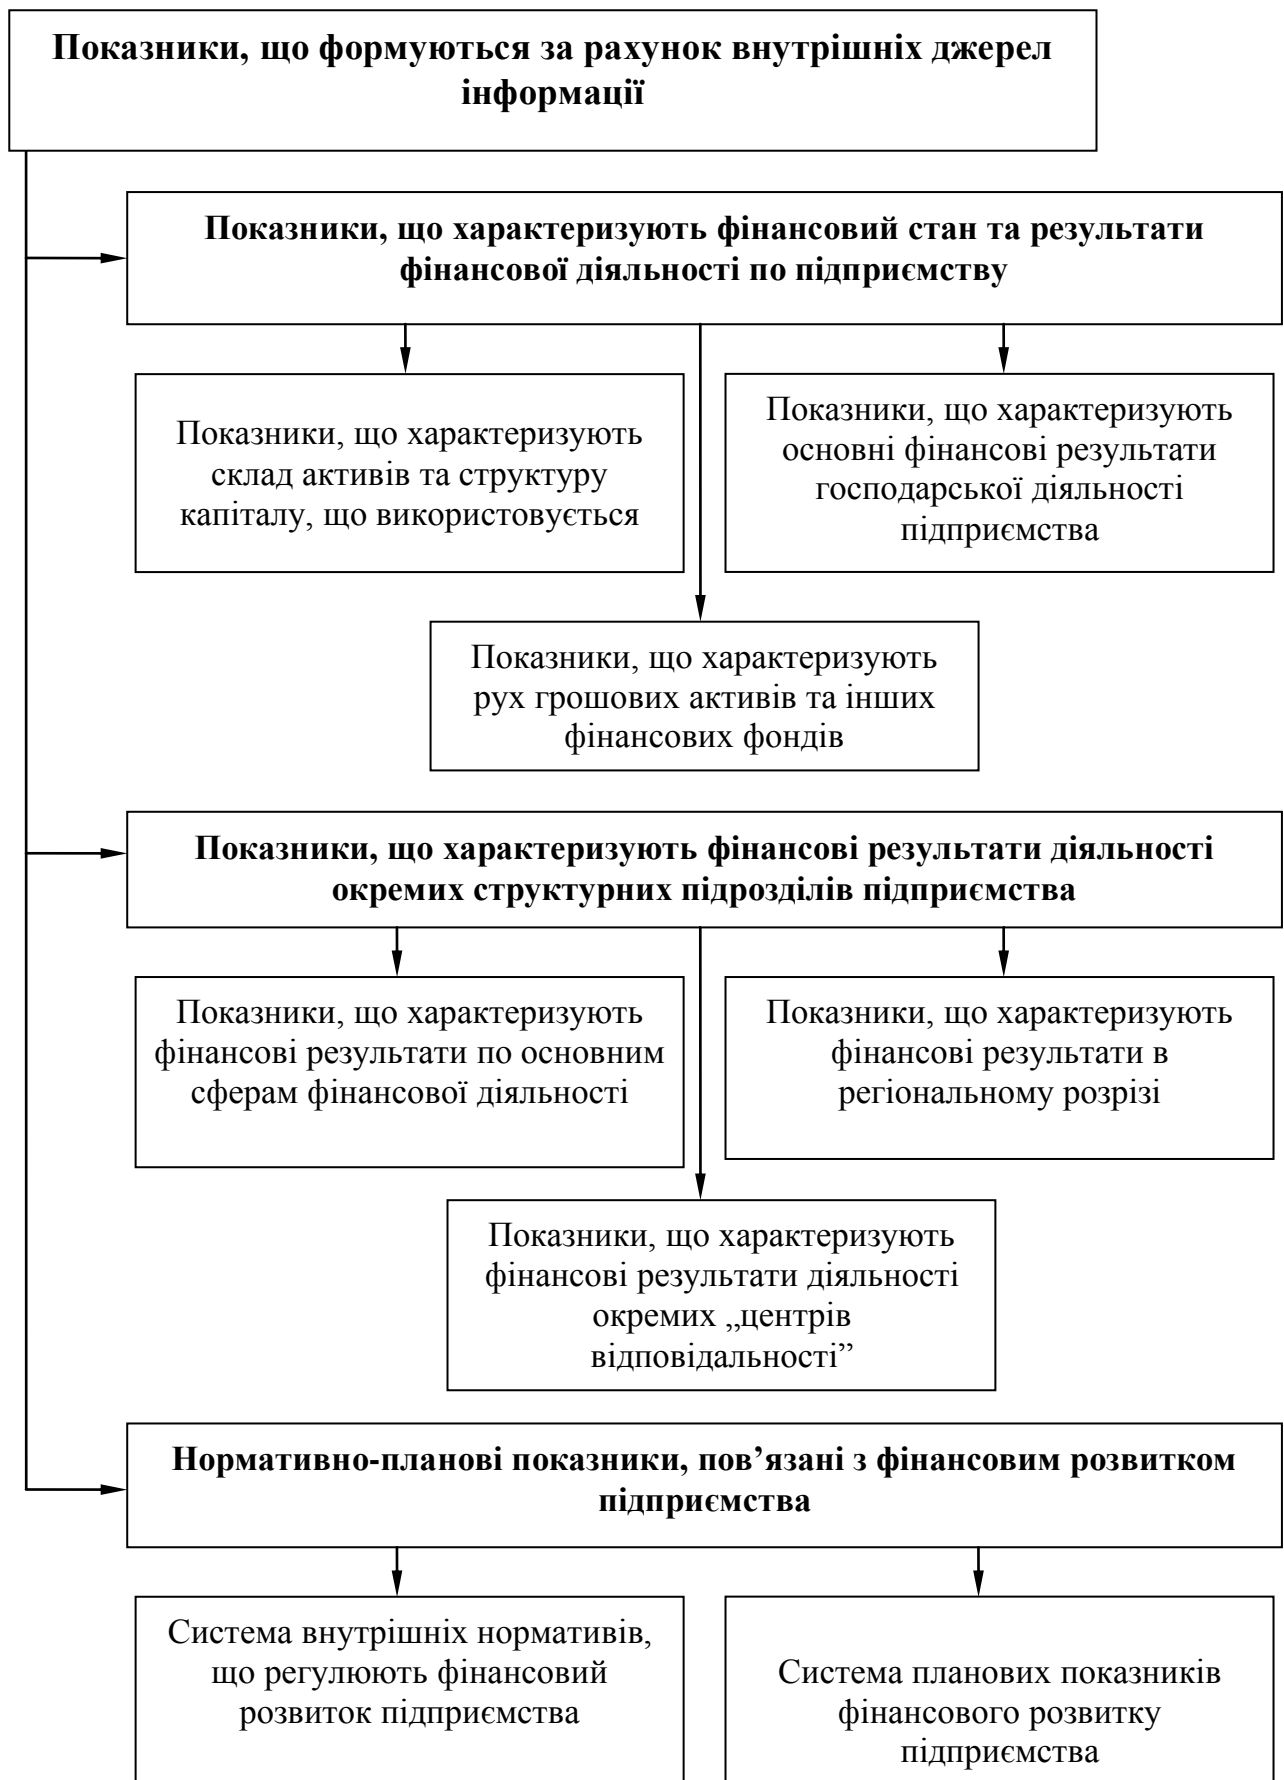 Показники, що формуються за рахунок внутрішніх джерел
інформації
Показники, що характеризують фінансовий стан та результати
фінансової діяльності по підприємству
Показники, що характеризують
склад активів та структуру
капіталу, що використовується
Показники, що характеризують
основні фінансові результати
господарської діяльності
підприємства
Показники, що характеризують
рух грошових активів та інших
фінансових фондів
Показники, що характеризують фінансові результати діяльності
окремих структурних підрозділів підприємства
Показники, що характеризують
фінансові результати по основним
сферам фінансової діяльності
Показники, що характеризують
фінансові результати в
регіональному розрізі
Показники, що характеризують
фінансові результати діяльності
окремих „центрів
відповідальності”
Нормативно-планові показники, пов’язані з фінансовим розвитком
підприємства
Система внутрішніх нормативів,
що регулюють фінансовий
розвиток підприємства
Система планових показників
фінансового розвитку
підприємства